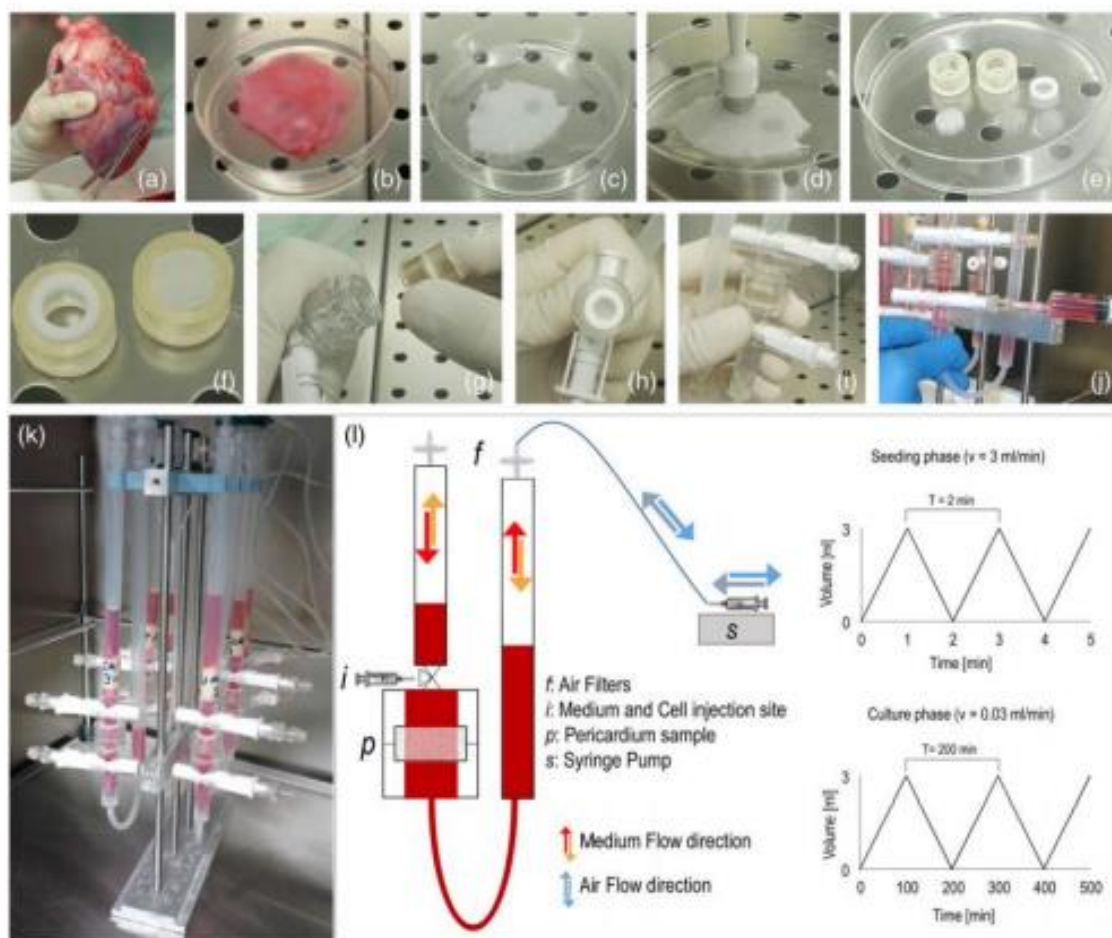 (a)
(b)
(c)
(d)
(e)
(f)
(g)
(h)
(i)
(j)
(k)
(l)
f
i
p
s
f: Air Filters
i: Medium and Cell injection site
p: Pericardium sample
s: Syringe Pump
Medium Flow direction
Air Flow direction
Seeding phase (v = 3 ml/min)
T = 2 min
Volume [ml]
3
0
0 1 2 3 4 5
Time [min]
Culture phase (v = 0.03 ml/min)
T= 200 min
Volume [ml]
3
0
0 100 200 300 400 500
Time [min]